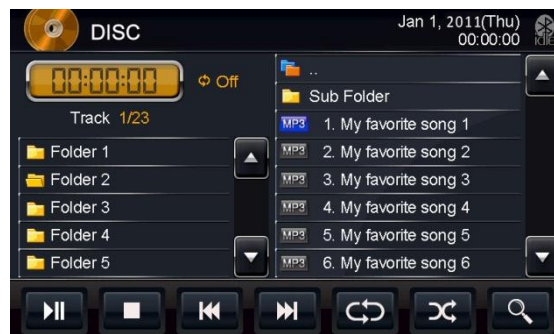 DISC
Jan 1, 2011(Thu)
00:00:00
00:00:00
Off
Track 1/23
Folder 1
Folder 2
Folder 3
Folder 4
Folder 5
..
Sub Folder
MP3 1. My favorite song 1
MP3 2. My favorite song 2
MP3 3. My favorite song 3
MP3 4. My favorite song 4
MP3 5. My favorite song 5
MP3 6. My favorite song 6